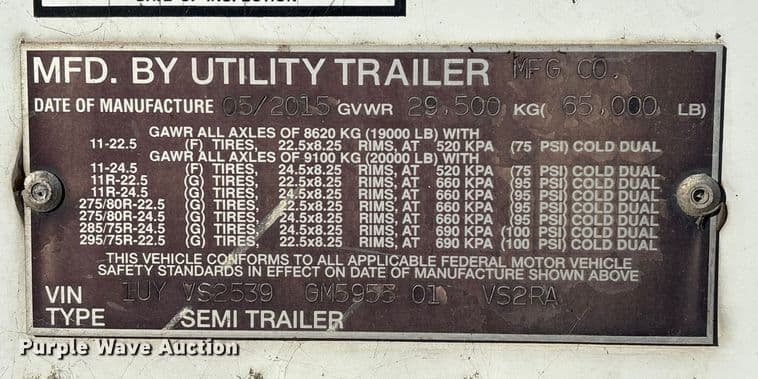 MFD. BY UTILITY TRAILER MFG CO.
DATE OF MANUFACTURE 05/2015 GVWR 29,500 KG( 65,000 LB)
GAWR ALL AXLES OF 8620 KG (19000 LB) WITH
11-22.5 (F) TIRES, 22.5x8.25 RIMS, AT 520 KPA (75 PSI) COLD DUAL
GAWR ALL AXLES OF 9100 KG (20000 LB) WITH
11-24.5 (F) TIRES, 24.5x8.25 RIMS, AT 520 KPA (75 PSI) COLD DUAL
11R-22.5 (G) TIRES, 22.5x8.25 RIMS, AT 660 KPA (95 PSI) COLD DUAL
11R-24.5 (G) TIRES, 24.5x8.25 RIMS, AT 660 KPA (95 PSI) COLD DUAL
275/80R-22.5 (G) TIRES, 22.5x8.25 RIMS, AT 660 KPA (95 PSI) COLD DUAL
275/80R-24.5 (G) TIRES, 24.5x8.25 RIMS, AT 660 KPA (95 PSI) COLD DUAL
285/75R-24.5 (G) TIRES, 24.5x8.25 RIMS, AT 690 KPA (100 PSI) COLD DUAL
295/75R-22.5 (G) TIRES, 22.5x8.25 RIMS, AT 690 KPA (100 PSI) COLD DUAL
THIS VEHICLE CONFORMS TO ALL APPLICABLE FEDERAL MOTOR VEHICLE
SAFETY STANDARDS IN EFFECT ON DATE OF MANUFACTURE SHOWN ABOVE
VIN 1UY VS2539 GM5955 01 VS2RA
TYPE SEMI TRAILER
Purple Wave Auction